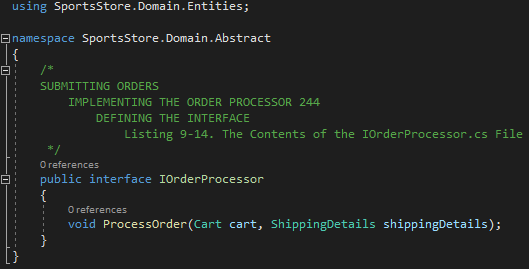 using SportsStore.Domain.Entities;
namespace SportsStore.Domain.Abstract
{
/*
SUBMITTING ORDERS
IMPLEMENTING THE ORDER PROCESSOR 244
DEFINING THE INTERFACE
Listing 9-14. The Contents of the IOrderProcessor.cs File
*/
0 references
public interface IOrderProcessor
{
0 references
void ProcessOrder(Cart cart, ShippingDetails shippingDetails);
}
}